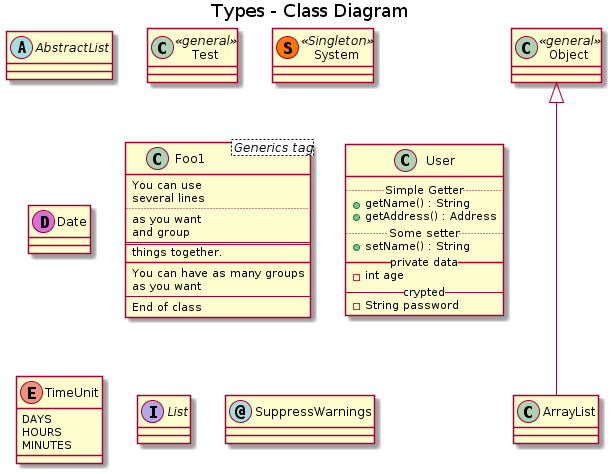 Types - Class Diagram
A AbstractList
C «general»
Test
S «Singleton»
System
C «general»
Object
D Date
C Foo1
Generics tag
You can use
several lines
as you want
and group
things together.
You can have as many groups
as you want
End of class
C User
Simple Getter
getName() : String
getAddress() : Address
Some setter
setName() : String
private data
int age
crypted
String password
E TimeUnit
DAYS
HOURS
MINUTES
I List
@ SuppressWarnings
C ArrayList